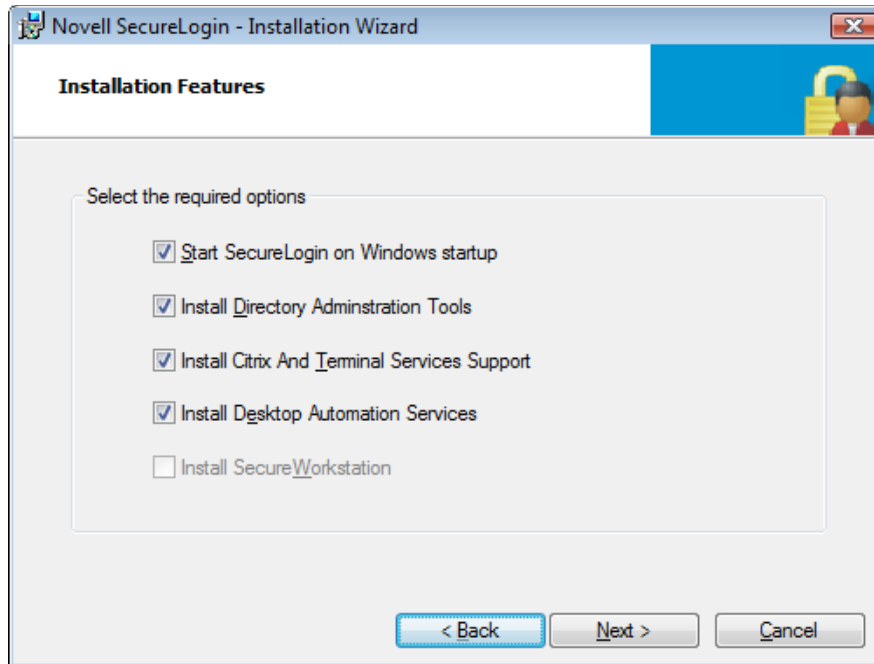 Novell SecureLogin - Installation Wizard
Installation Features
Select the required options
Start SecureLogin on Windows startup
Install Directory Adminstration Tools
Install Citrix And Terminal Services Support
Install Desktop Automation Services
Install SecureWorkstation
< Back
Next >
Cancel